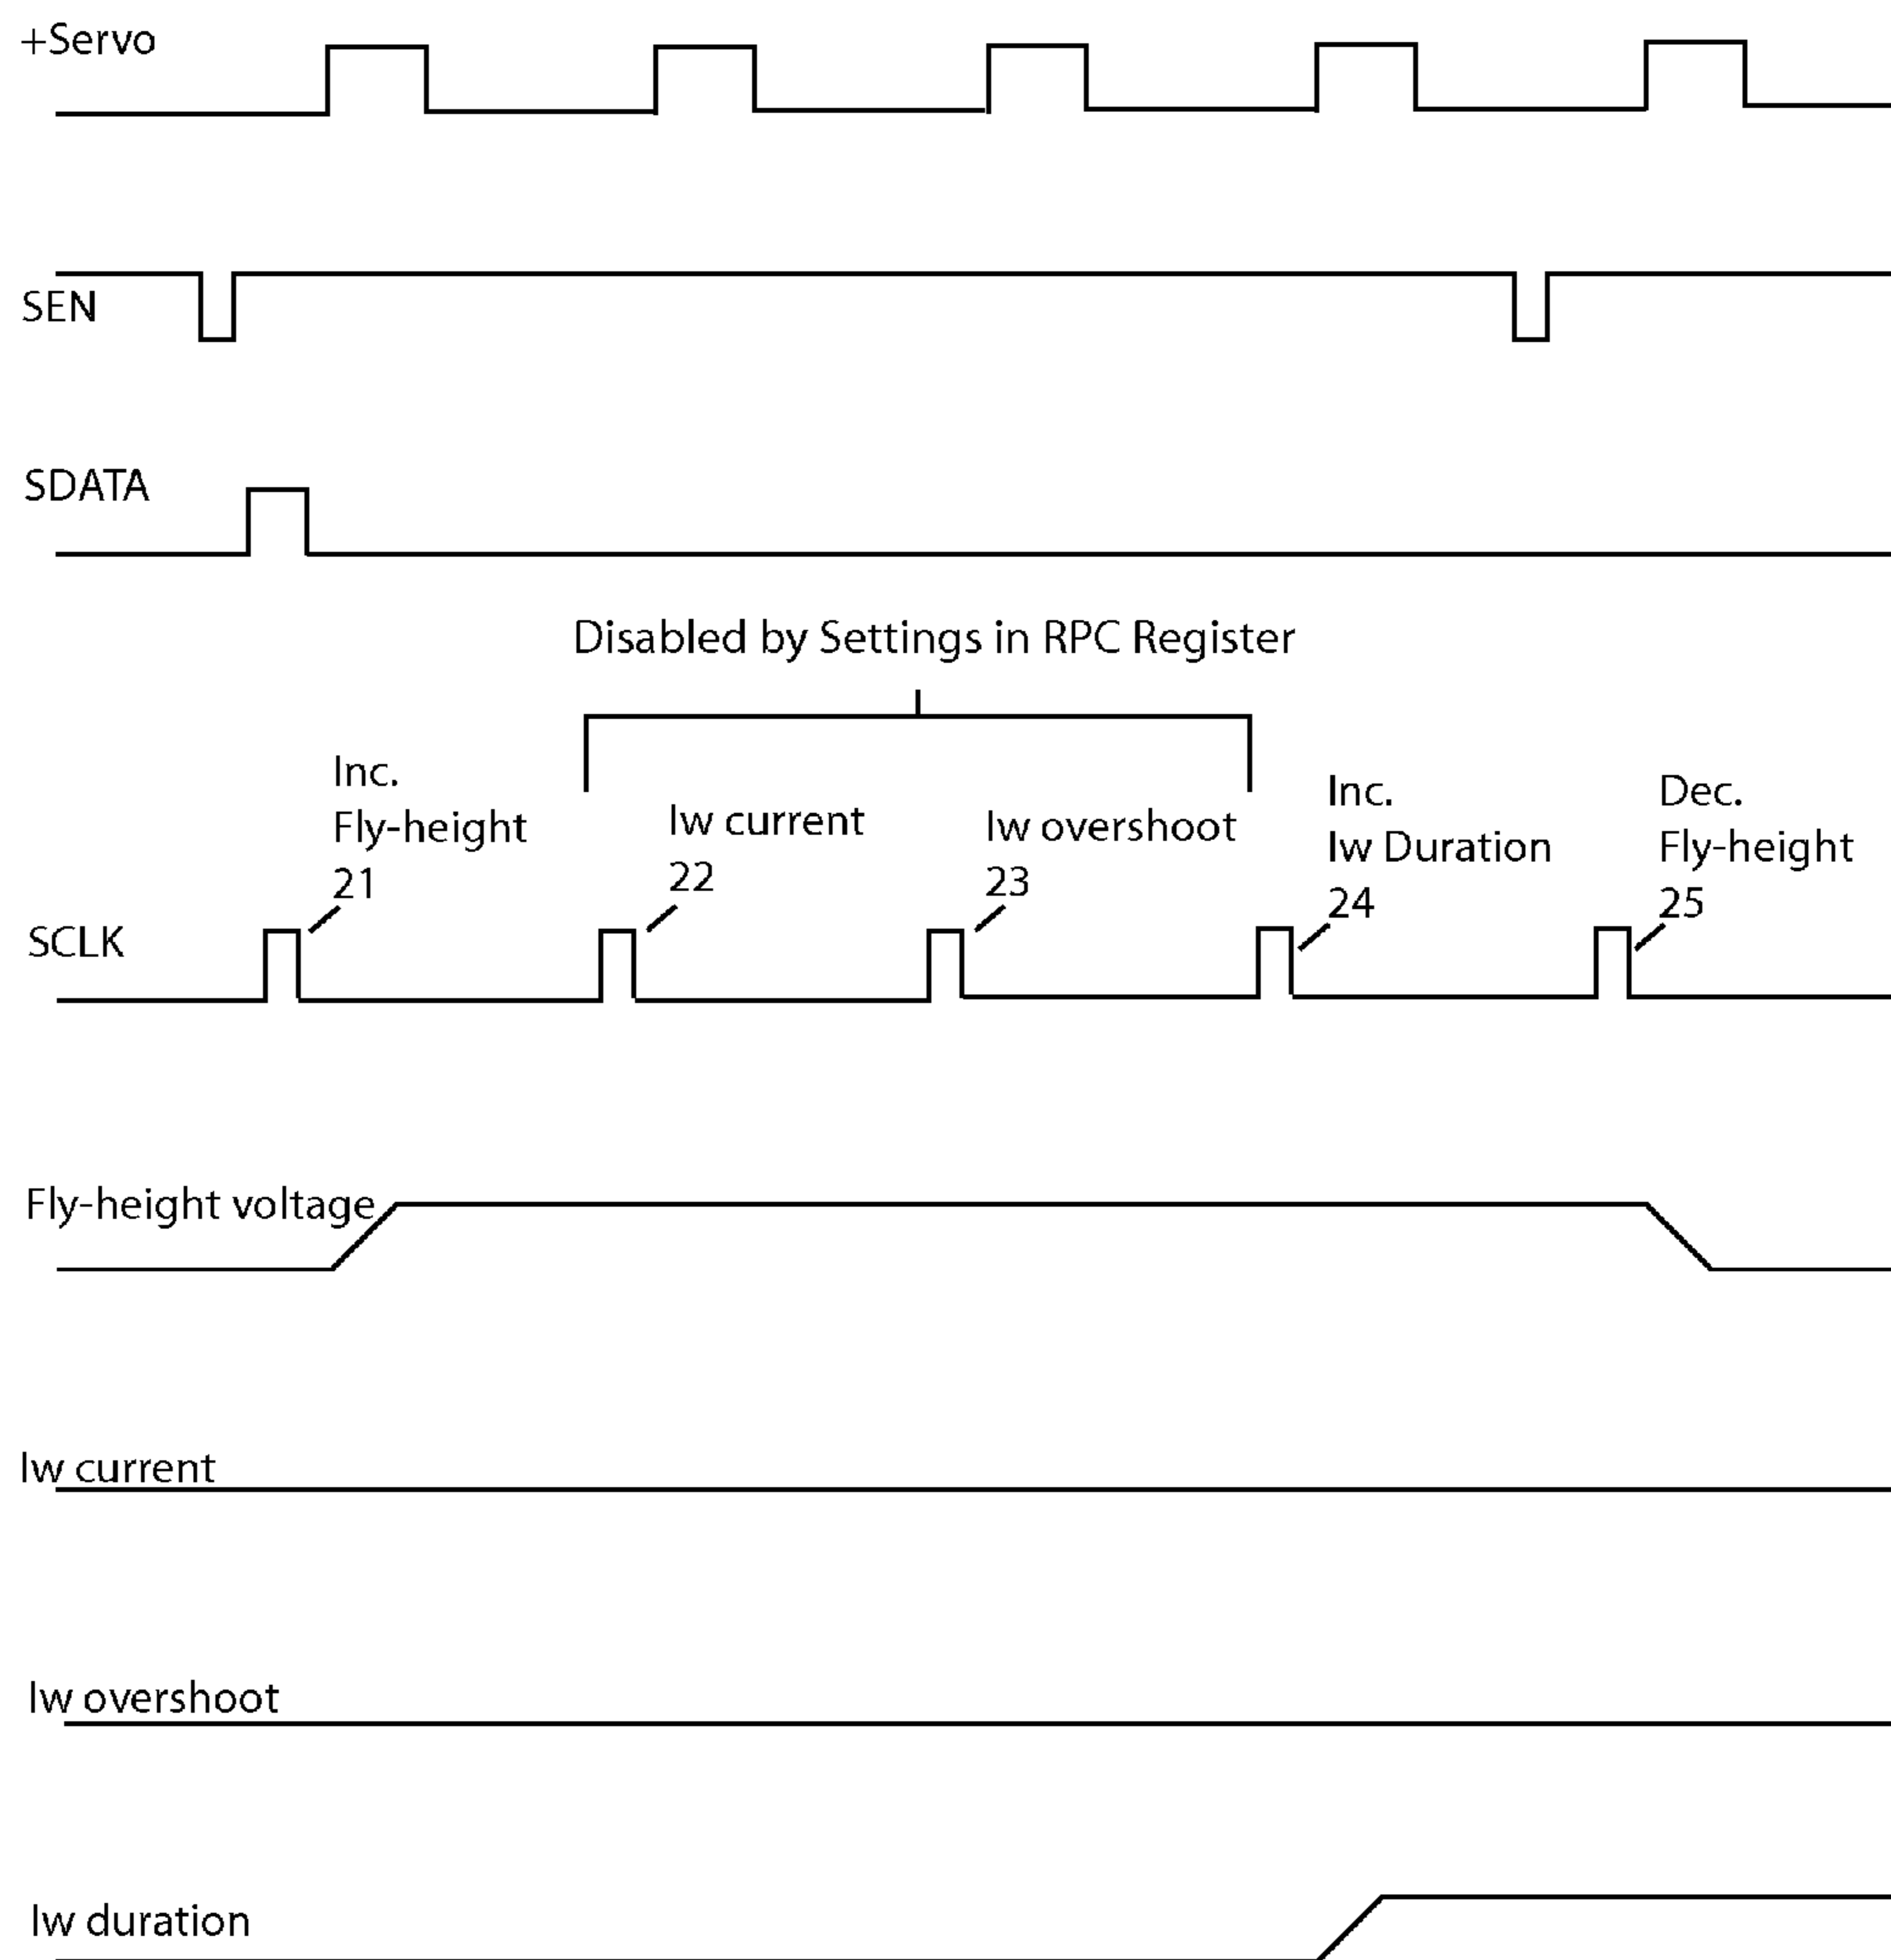 +Servo
SEN
SDATA
Disabled by Settings in RPC Register
Inc.
Fly-height
21
Iw current
22
Iw overshoot
23
Inc.
Iw Duration
24
Dec.
Fly-height
25
SCLK
Fly-height voltage
Iw current
Iw overshoot
Iw duration